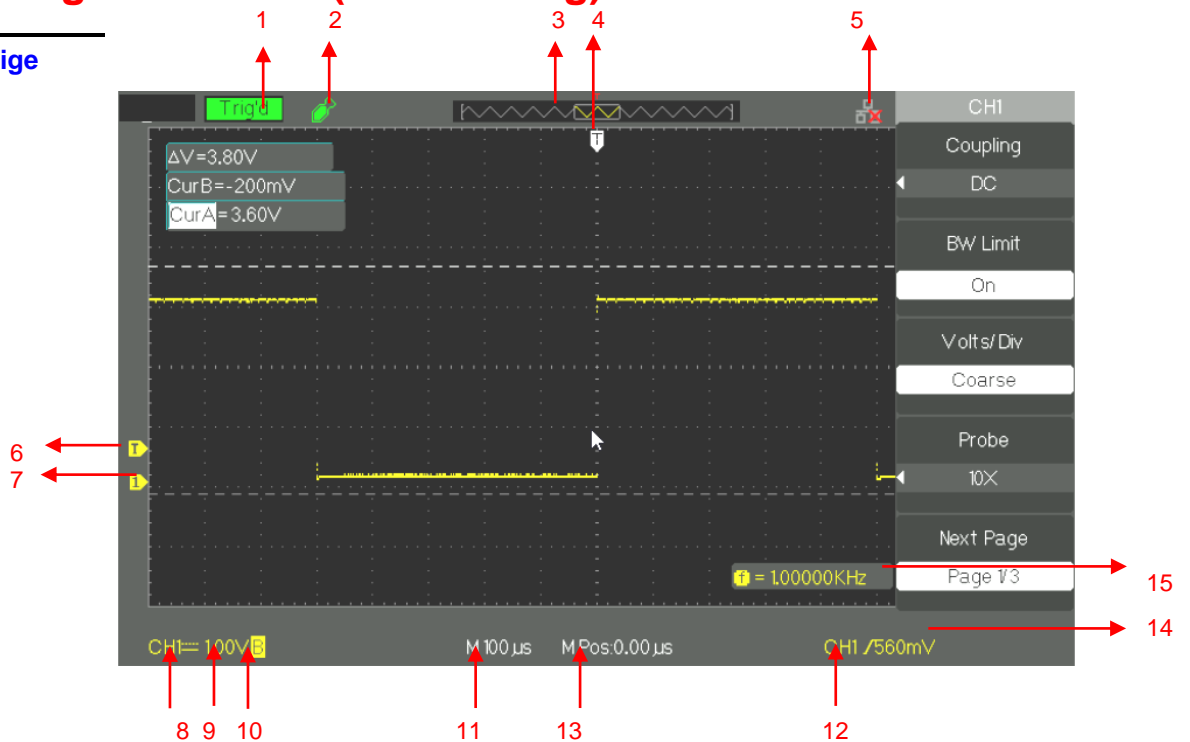 1 2 3 4 5
ige
Trig'd
T
CH1
ΔV=3.80V
CurB=-200mV
CurA=3.60V
Coupling
DC
BW Limit
On
Volts/Div
Coarse
6 T
7 1
Probe
10X
Next Page
f = 1.00000KHz
Page 1/3
15
14
CH1 1.00V B
M 100 µs
M Pos:0.00 µs
CH1 /560mV
8 9 10 11 13 12